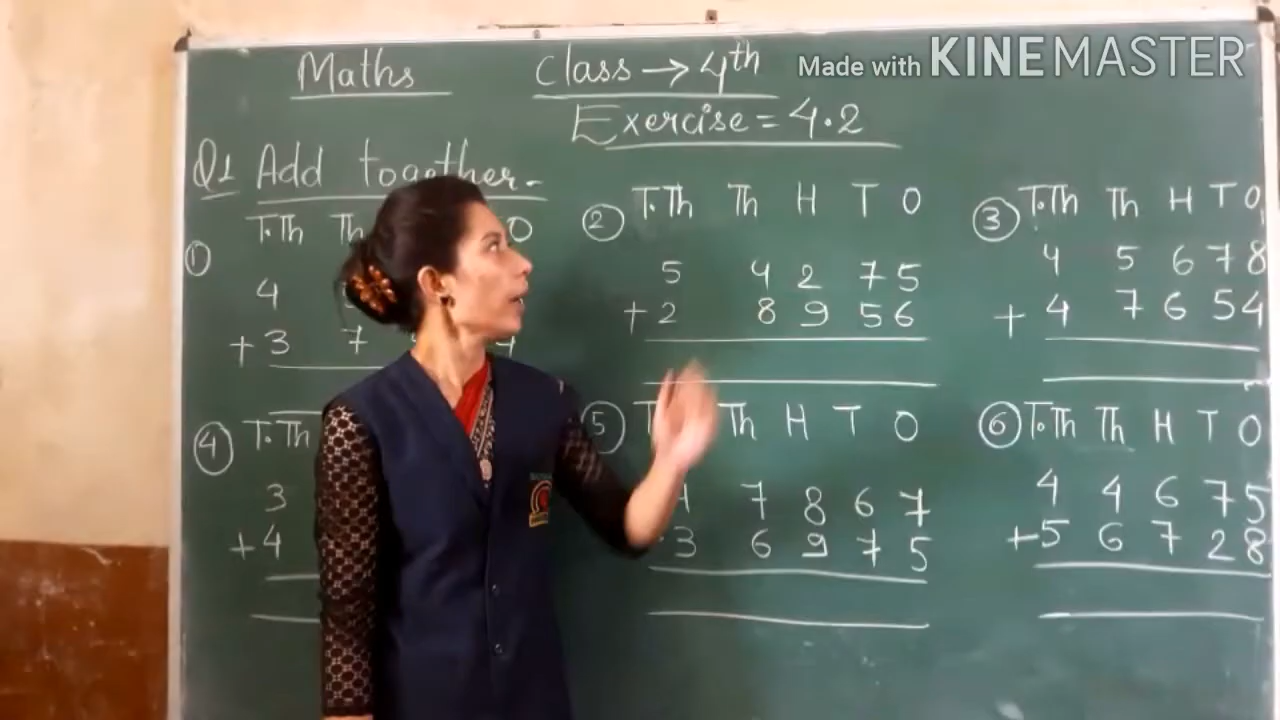 Made with KINEMASTER
Maths Class → 4th
Exercise = 4.2
Q1 Add together.
① T.Th Th O
4
+3 7
② T.Th Th H T O
5 4 2 7 5
+2 8 9 5 6
③ T.Th Th H T O
4 5 6 7 8
+ 4 7 6 5 4
④ T.Th
3
+4
⑤ Th H T O
7 8 6 7
3 6 9 7 5
⑥ T.Th Th H T O
4 4 6 7 5
+5 6 7 2 8